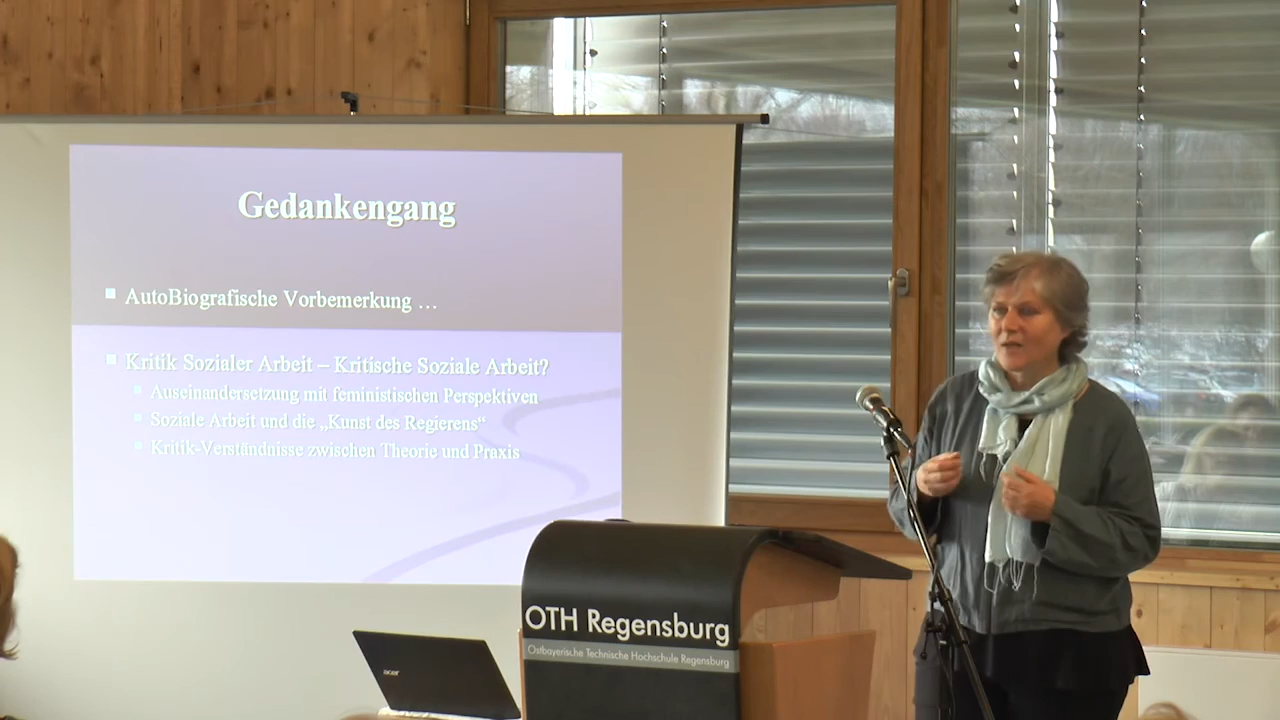 Gedankengang
AutoBiografische Vorbemerkung …
Kritik Sozialer Arbeit – Kritische Soziale Arbeit?
Auseinandersetzung mit feministischen Perspektiven
Soziale Arbeit und die „Kunst des Regierens“
Kritik-Verständnisse zwischen Theorie und Praxis
OTH Regensburg
Ostbayerische Technische Hochschule Regensburg
acer